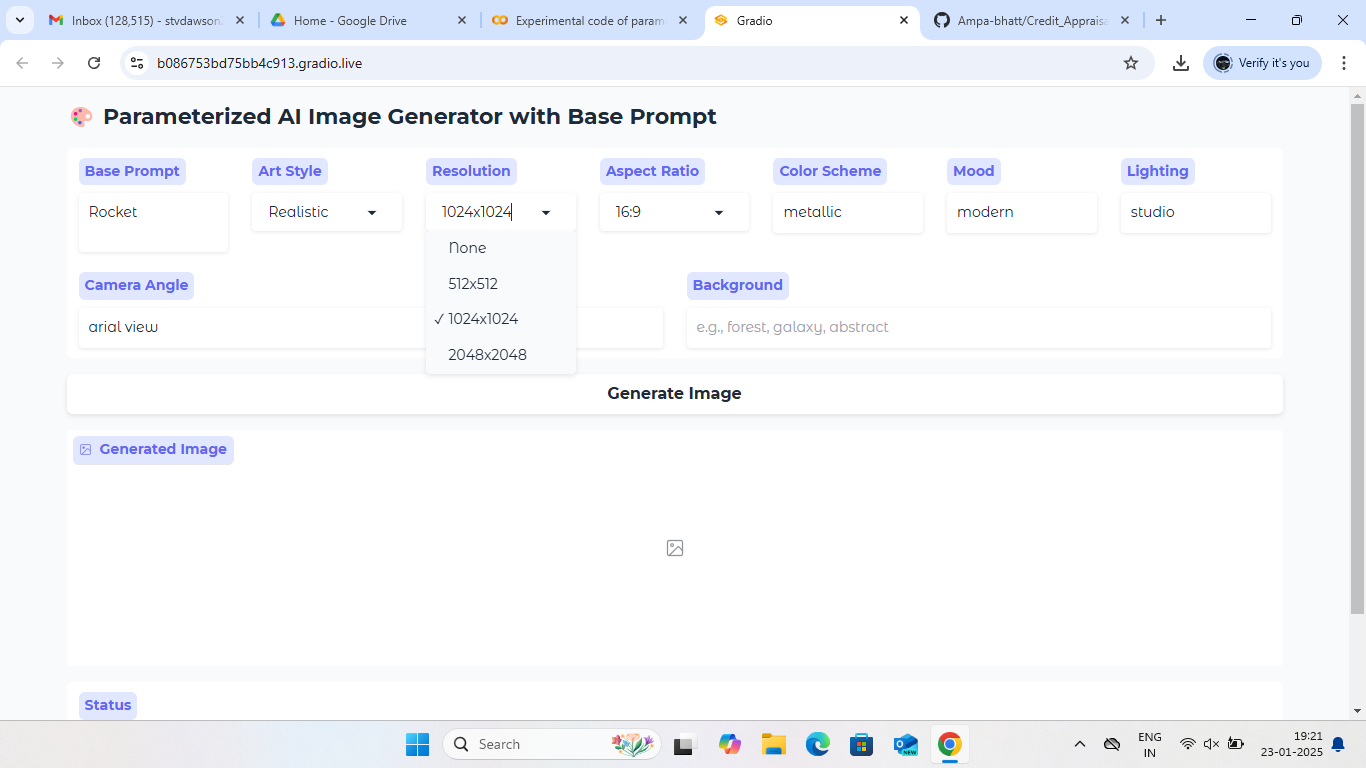 Inbox (128,515) - stvdawson
Home - Google Drive
Experimental code of param
Gradio
Ampa-bhatt/Credit_Appraisa
b086753bd75bb4c913.gradio.live
Verify it's you
Parameterized AI Image Generator with Base Prompt
Base Prompt
Art Style
Resolution
Aspect Ratio
Color Scheme
Mood
Lighting
Rocket
Realistic
1024x1024
16:9
metallic
modern
studio
None
512x512
✓ 1024x1024
2048x2048
Camera Angle
Background
arial view
e.g., forest, galaxy, abstract
Generate Image
Generated Image
Status
Search
NEW
ENG
IN
19:21
23-01-2025